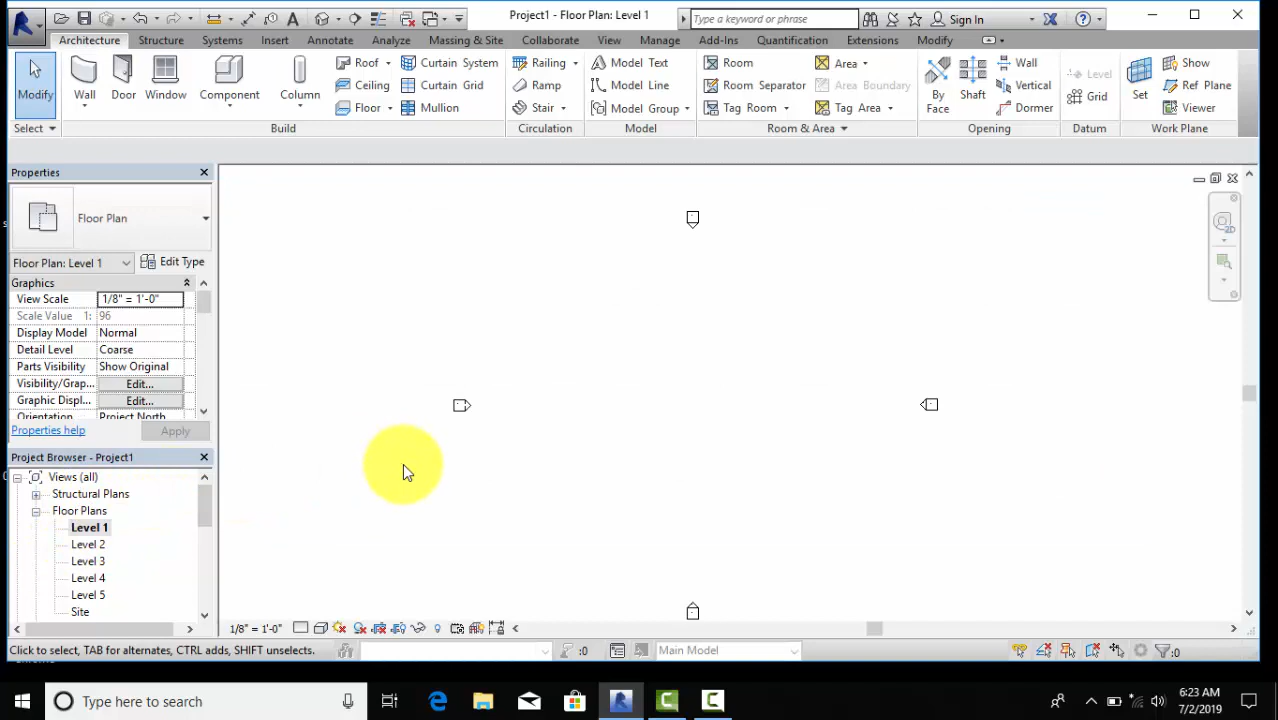 Project1 - Floor Plan: Level 1
Type a keyword or phrase
Sign In
Architecture Structure Systems Insert Annotate Analyze Massing & Site Collaborate View Manage Add-Ins Quantification Extensions Modify
Modify
Wall
Door
Window
Component
Column
Roof
Ceiling
Floor
Curtain System
Curtain Grid
Mullion
Railing
Ramp
Stair
Model Text
Model Line
Model Group
Room
Room Separator
Tag Room
Area
Area Boundary
Tag Area
By
Face
Shaft
Wall
Vertical
Dormer
Level
Grid
Set
Show
Ref Plane
Viewer
Select Build Circulation Model Room & Area Opening Datum Work Plane
Properties
Floor Plan
Floor Plan: Level 1 Edit Type
Graphics
View Scale 1/8" = 1'-0"
Scale Value 1: 96
Display Model Normal
Detail Level Coarse
Parts Visibility Show Original
Visibility/Grap... Edit...
Graphic Displ... Edit...
Orientation Project North
Properties help Apply
Project Browser - Project1
Views (all)
Structural Plans
Floor Plans
Level 1
Level 2
Level 3
Level 4
Level 5
Site
2D
1/8" = 1'-0"
Click to select, TAB for alternates, CTRL adds, SHIFT unselects.
:0
Main Model
:0
Type here to search
6:23 AM
7/2/2019